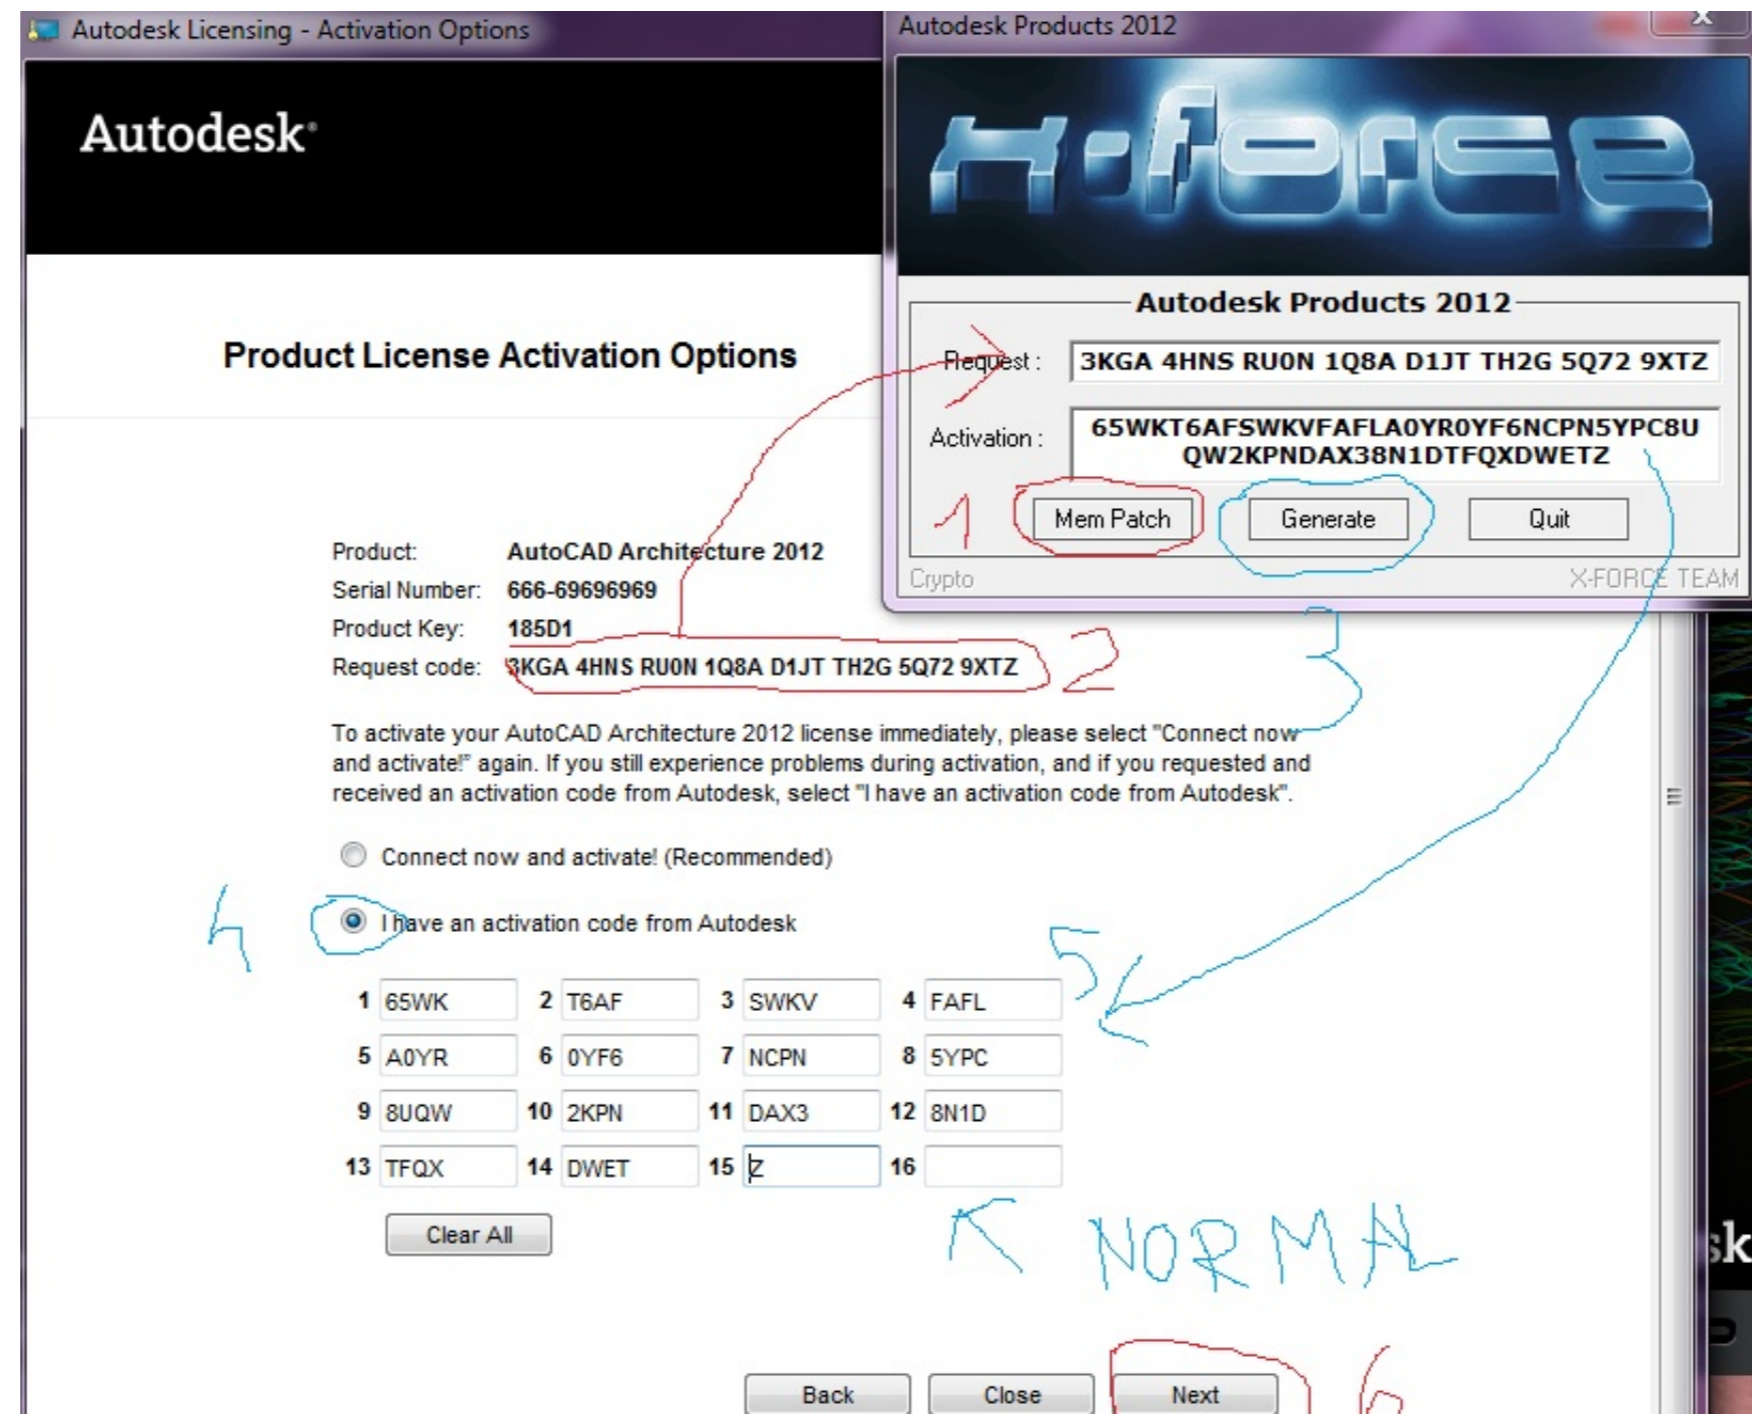 Autodesk Licensing - Activation Options
Autodesk Products 2012
Autodesk
X-FORCE
Autodesk Products 2012
Product License Activation Options
Request : 3KGA 4HNS RU0N 1Q8A D1JT TH2G 5Q72 9XTZ
Activation : 65WKT6AFSWKVFAFLA0YR0YF6NCPN5YPC8U
QW2KPNDAX38N1DTFQXDWETZ
1 Mem Patch Generate Quit
Crypto X-FORCE TEAM
Product: AutoCAD Architecture 2012
Serial Number: 666-69696969
Product Key: 185D1
Request code: 3KGA 4HNS RU0N 1Q8A D1JT TH2G 5Q72 9XTZ 2 3
To activate your AutoCAD Architecture 2012 license immediately, please select "Connect now
and activate!" again. If you still experience problems during activation, and if you requested and
received an activation code from Autodesk, select "I have an activation code from Autodesk".
Connect now and activate! (Recommended)
4 I have an activation code from Autodesk 5
1 65WK 2 T6AF 3 SWKV 4 FAFL
5 A0YR 6 0YF6 7 NCPN 8 5YPC
9 8UQW 10 2KPN 11 DAX3 12 8N1D
13 TFQX 14 DWET 15 Z 16
Clear All NORMAL sk
Back Close Next 6